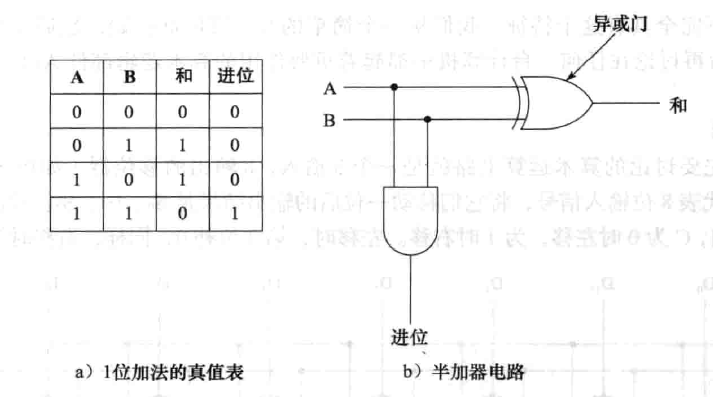 异或门
A B 和 进位
0 0 0 0
0 1 1 0
1 0 1 0
1 1 0 1
A
B
和
进位
a）1位加法的真值表
b）半加器电路